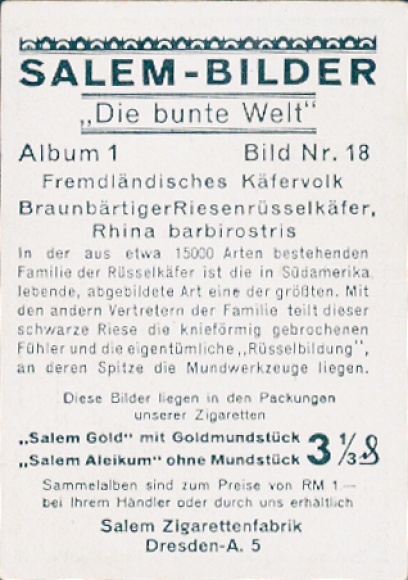 SALEM-BILDER
„Die bunte Welt“
Album 1 Bild Nr. 18
Fremdländisches Käfervolk
Braunbärtiger Riesenrüsselkäfer,
Rhina barbirostris
In der aus etwa 15000 Arten bestehenden
Familie der Rüsselkäfer ist die in Südamerika
lebende, abgebildete Art eine der größten. Mit
den andern Vertretern der Familie teilt dieser
schwarze Riese die knieförmig gebrochenen
Fühler und die eigentümliche „Rüsselbildung“,
an deren Spitze die Mundwerkzeuge liegen.
Diese Bilder liegen in den Packungen
unserer Zigaretten
„Salem Gold“ mit Goldmundstück
„Salem Aleikum“ ohne Mundstück 3 1/3 ₰
Sammelalben sind zum Preise von RM 1.—
bei Ihrem Händler oder durch uns erhältlich
Salem Zigarettenfabrik
Dresden-A. 5